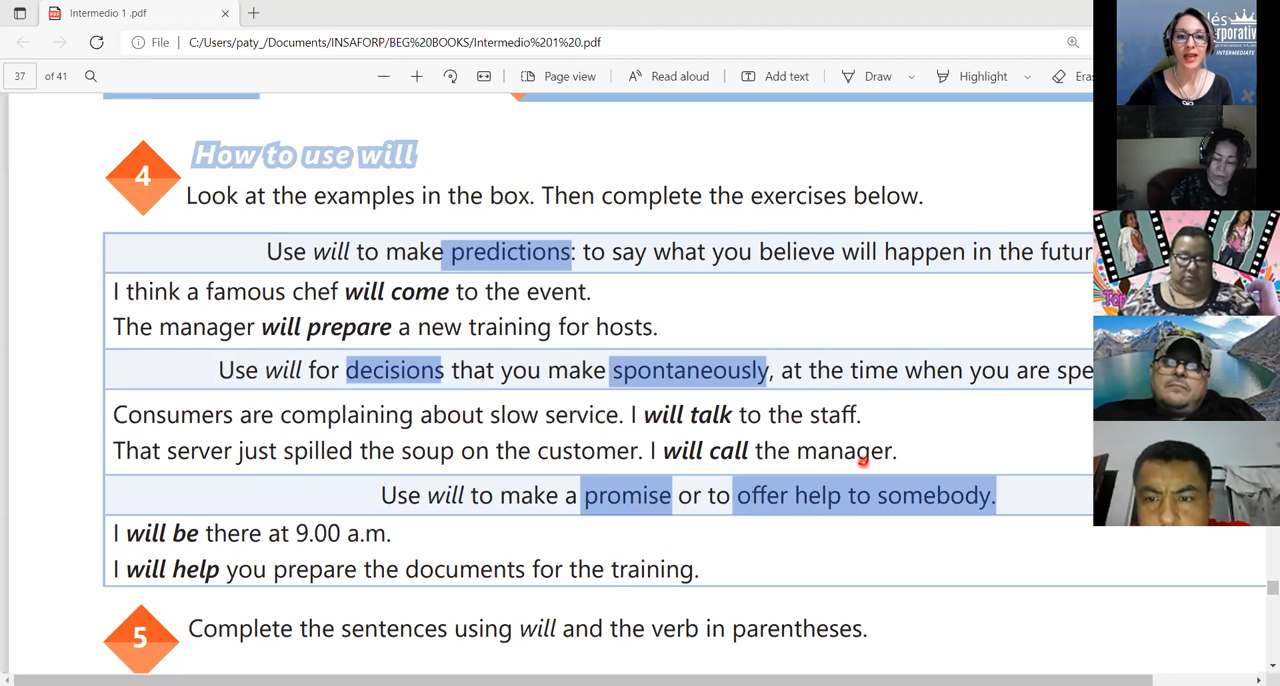 Intermedio 1 .pdf
File C:/Users/paty_/Documents/INSAFORP/BEG%20BOOKS/Intermedio%201%20.pdf
37 of 41 Page view Read aloud Add text Draw Highlight Eras
4 How to use will
Look at the examples in the box. Then complete the exercises below.
Use will to make predictions: to say what you believe will happen in the futur
I think a famous chef will come to the event.
The manager will prepare a new training for hosts.
Use will for decisions that you make spontaneously, at the time when you are spe
Consumers are complaining about slow service. I will talk to the staff.
That server just spilled the soup on the customer. I will call the manager.
Use will to make a promise or to offer help to somebody.
I will be there at 9.00 a.m.
I will help you prepare the documents for the training.
5 Complete the sentences using will and the verb in parentheses.
lés
rporativ
INTERMEDIATE